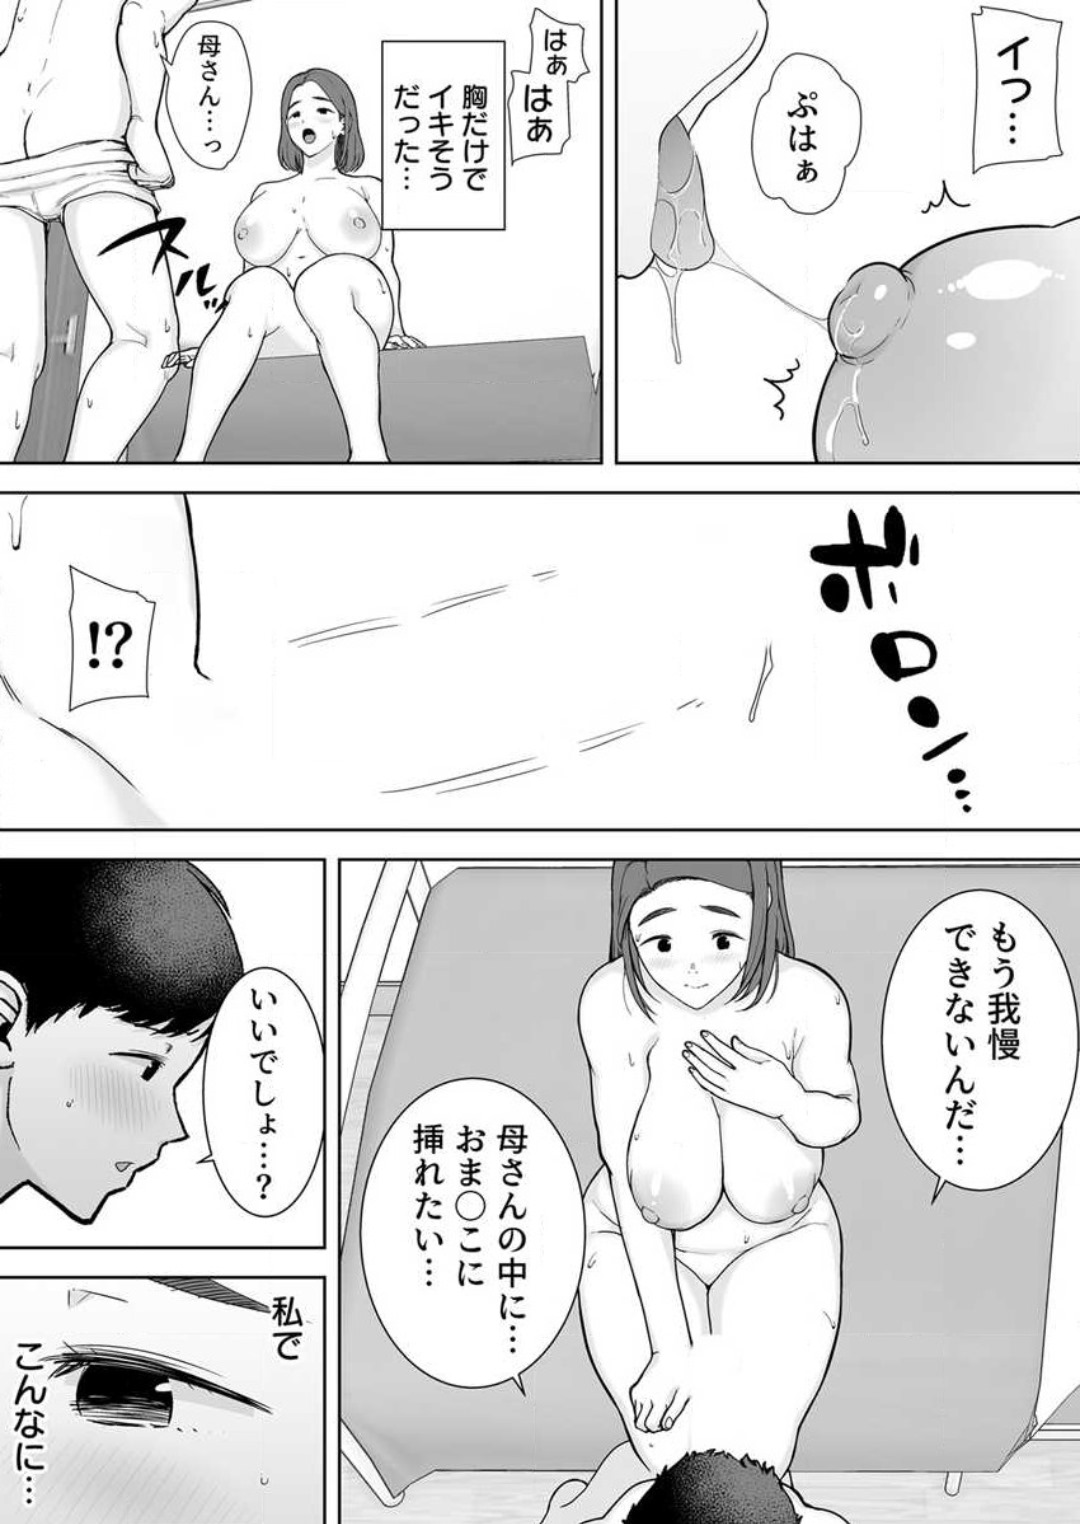 イっ…
ぷはぁ
はぁ
はぁ
胸だけで
イキそう
だった…
母さん…っ
ズルッ
ボロンッ…
!?
もう我慢
できないんだ…
母さんの中に…
おま〇こに
挿れたい…
いいでしょ…?
私で
こんなに…